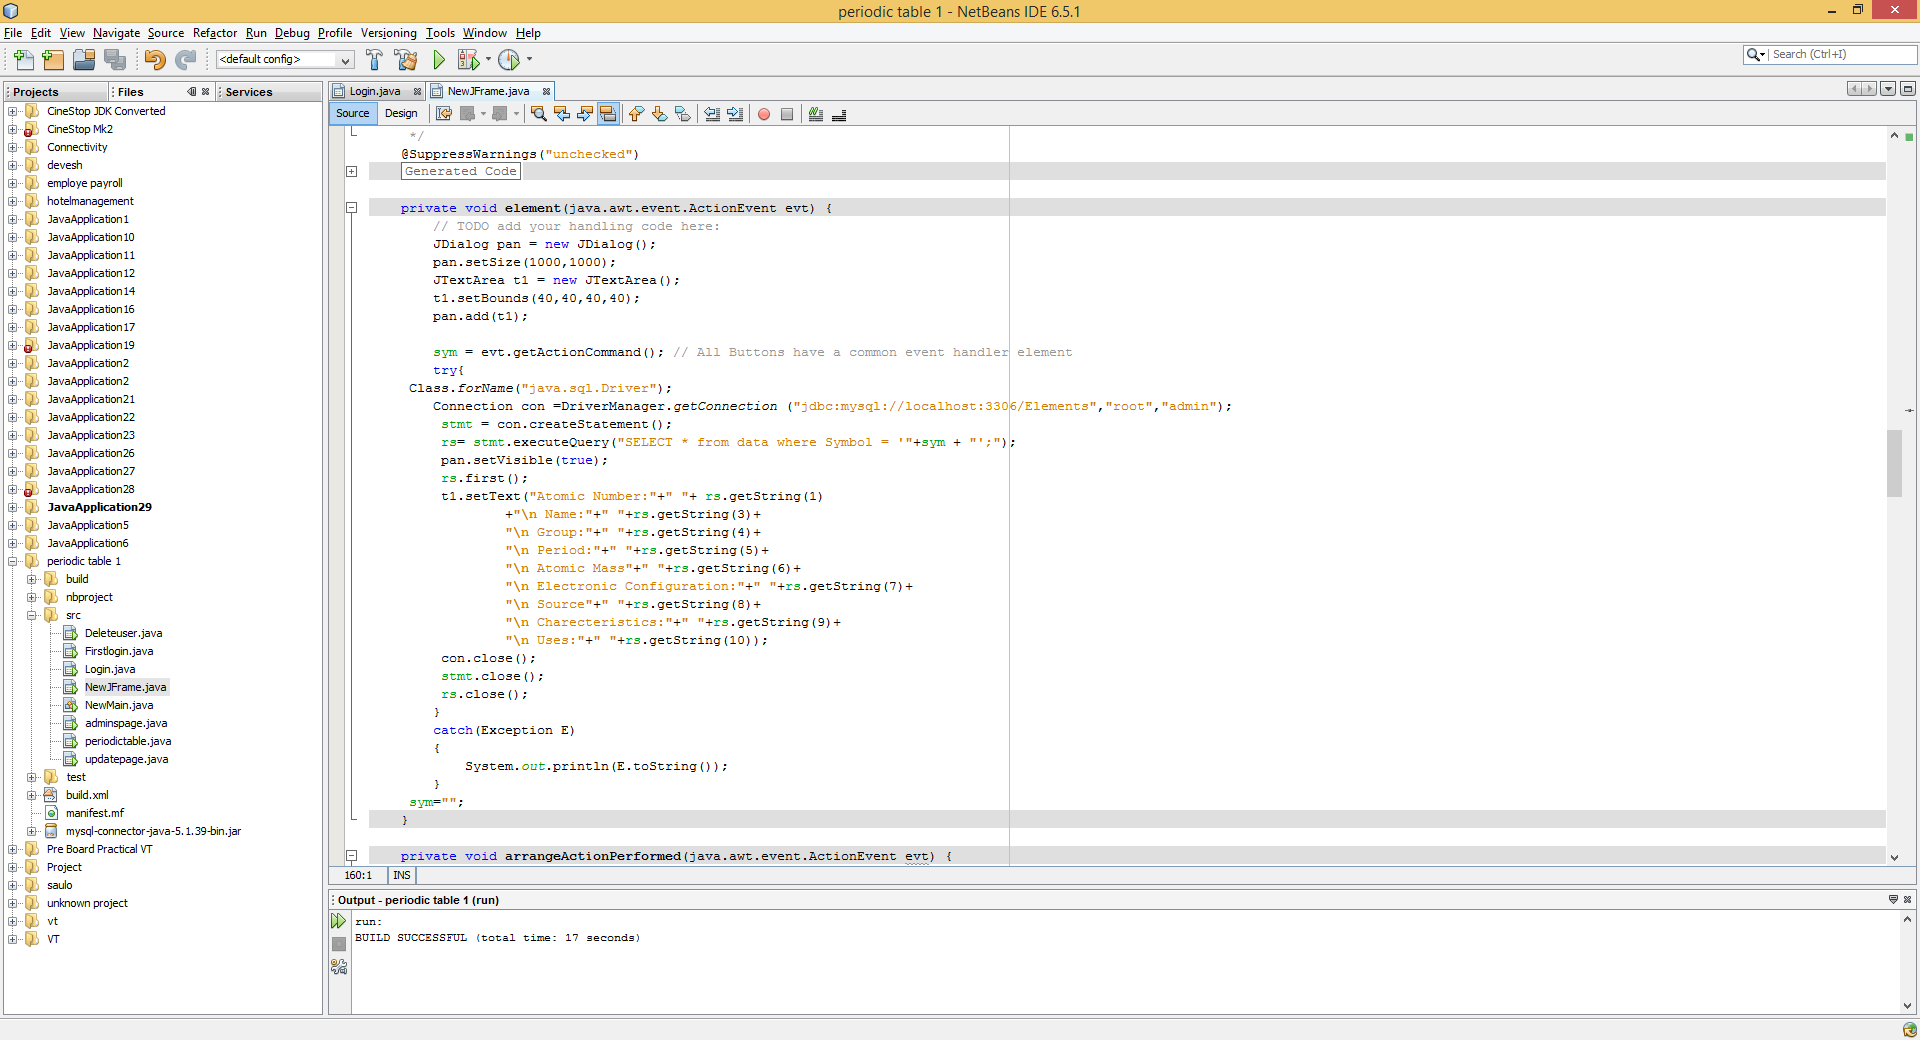 periodic table 1 - NetBeans IDE 6.5.1
File Edit View Navigate Source Refactor Run Debug Profile Versioning Tools Window Help
<default config>
Search (Ctrl+I)
Projects Files Services
CineStop JDK Converted
CineStop Mk2
Connectivity
devesh
employe payroll
hotelmanagement
JavaApplication1
JavaApplication10
JavaApplication11
JavaApplication12
JavaApplication14
JavaApplication16
JavaApplication17
JavaApplication19
JavaApplication2
JavaApplication2
JavaApplication21
JavaApplication22
JavaApplication23
JavaApplication26
JavaApplication27
JavaApplication28
JavaApplication29
JavaApplication5
JavaApplication6
periodic table 1
build
nbproject
src
Deleteuser.java
Firstlogin.java
Login.java
NewJFrame.java
NewMain.java
adminspage.java
periodictable.java
updatepage.java
test
build.xml
manifest.mf
mysql-connector-java-5.1.39-bin.jar
Pre Board Practical VT
Project
saulo
unknown project
vt
VT
Login.java NewJFrame.java
Source Design
*/
@SuppressWarnings("unchecked")
Generated Code
private void element(java.awt.event.ActionEvent evt) {
// TODO add your handling code here:
JDialog pan = new JDialog();
pan.setSize(1000,1000);
JTextArea t1 = new JTextArea();
t1.setBounds(40,40,40,40);
pan.add(t1);
sym = evt.getActionCommand(); // All Buttons have a common event handler element
try{
Class.forName("java.sql.Driver");
Connection con =DriverManager.getConnection ("jdbc:mysql://localhost:3306/Elements","root","admin");
stmt = con.createStatement();
rs= stmt.executeQuery("SELECT * from data where Symbol = '"+sym + "';");
pan.setVisible(true);
rs.first();
t1.setText("Atomic Number:"+" "+ rs.getString(1)
+"\n Name:"+" "+rs.getString(3)+
"\n Group:"+" "+rs.getString(4)+
"\n Period:"+" "+rs.getString(5)+
"\n Atomic Mass"+" "+rs.getString(6)+
"\n Electronic Configuration:"+" "+rs.getString(7)+
"\n Source"+" "+rs.getString(8)+
"\n Charecteristics:"+" "+rs.getString(9)+
"\n Uses:"+" "+rs.getString(10));
con.close();
stmt.close();
rs.close();
}
catch(Exception E)
{
System.out.println(E.toString());
}
sym="";
}
private void arrangeActionPerformed(java.awt.event.ActionEvent evt) {
160:1 INS
Output - periodic table 1 (run)
run:
BUILD SUCCESSFUL (total time: 17 seconds)